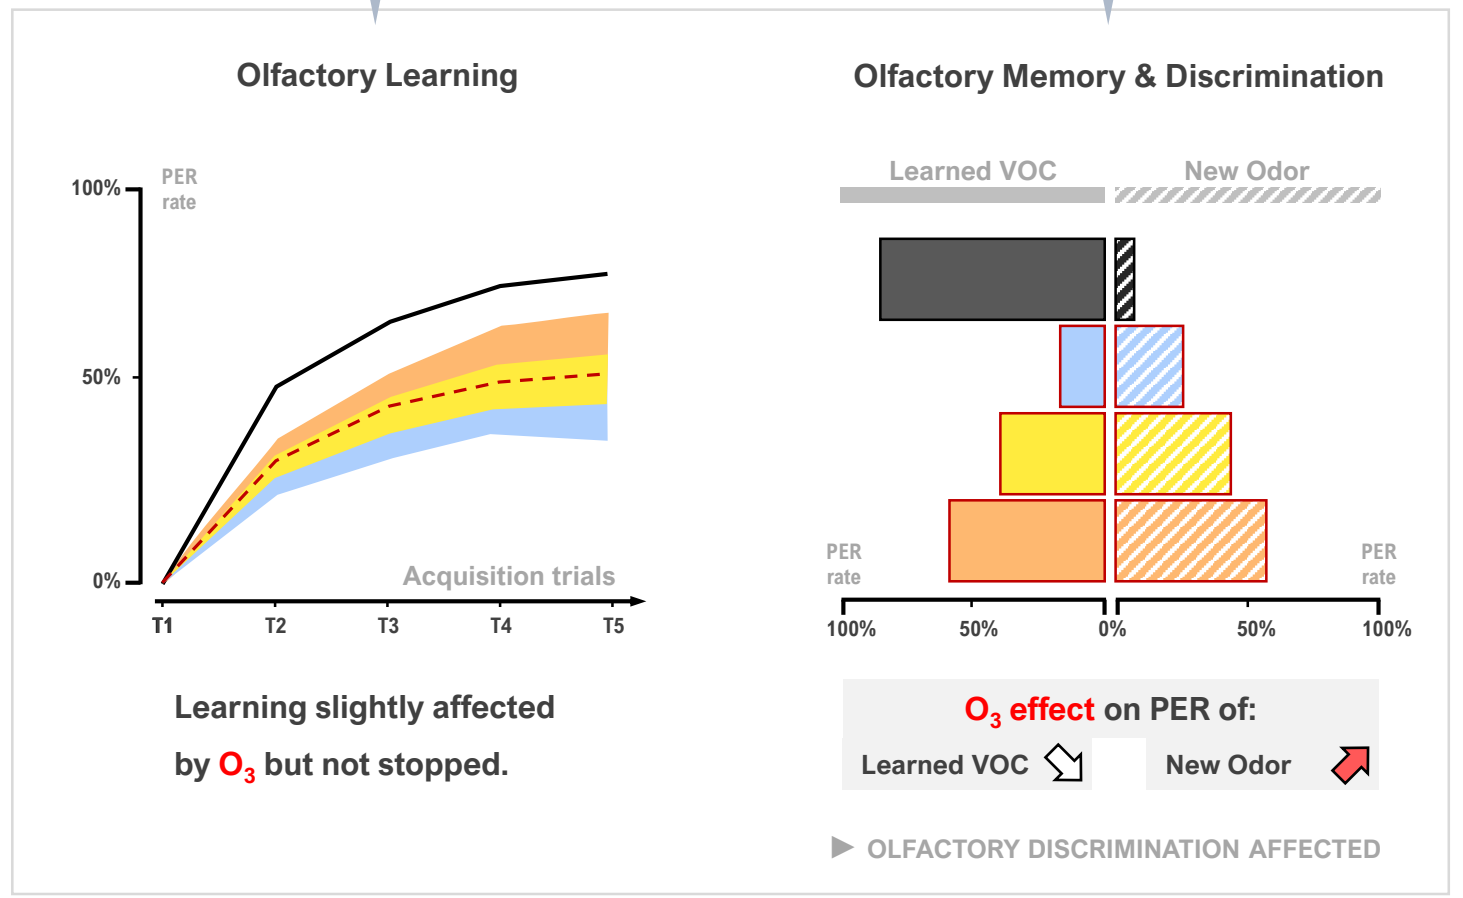 Olfactory Learning
PER
rate
100%
50%
0%
Acquisition trials
T1 T2 T3 T4 T5
Learning slightly affected
by O3 but not stopped.
Olfactory Memory & Discrimination
Learned VOC
New Odor
PER
rate
PER
rate
100% 50% 0% 50% 100%
O3 effect on PER of:
Learned VOC
New Odor
OLFACTORY DISCRIMINATION AFFECTED